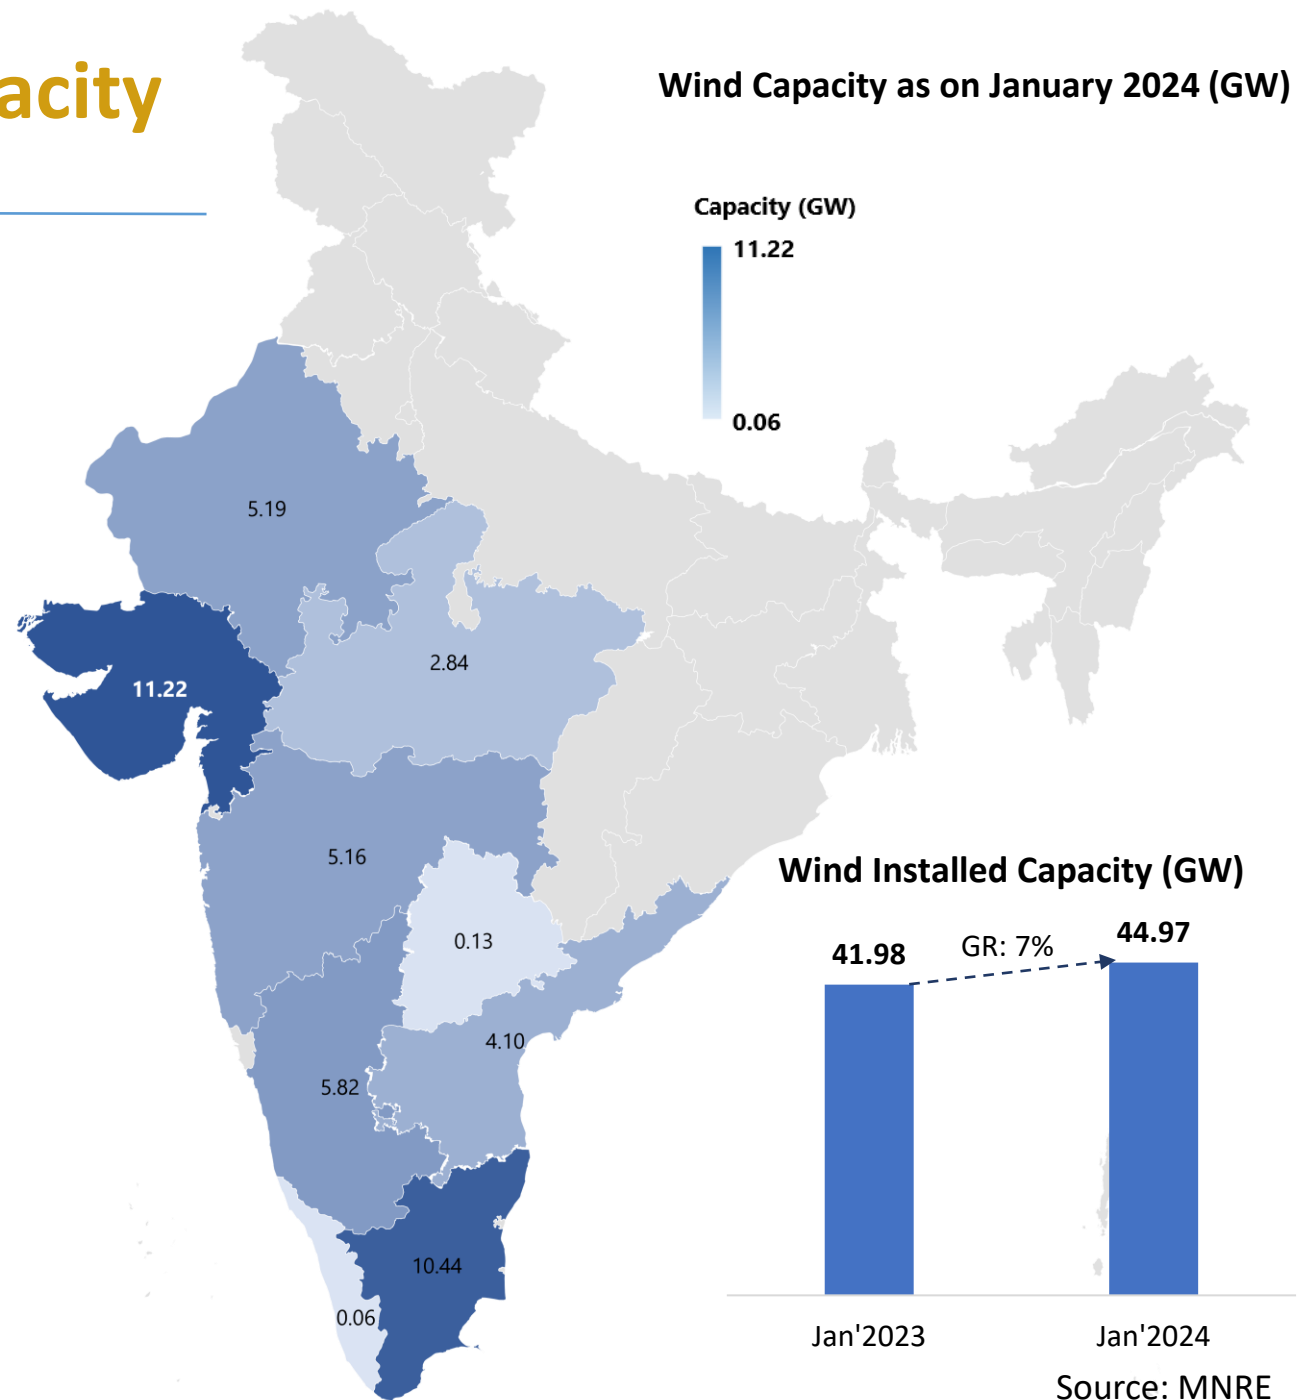 acity
Wind Capacity as on January 2024 (GW)
Capacity (GW)
11.22
0.06
5.19
2.84
11.22
5.16
0.13
4.10
5.82
10.44
0.06
Wind Installed Capacity (GW)
41.98
GR: 7%
44.97
Jan'2023
Jan'2024
Source: MNRE